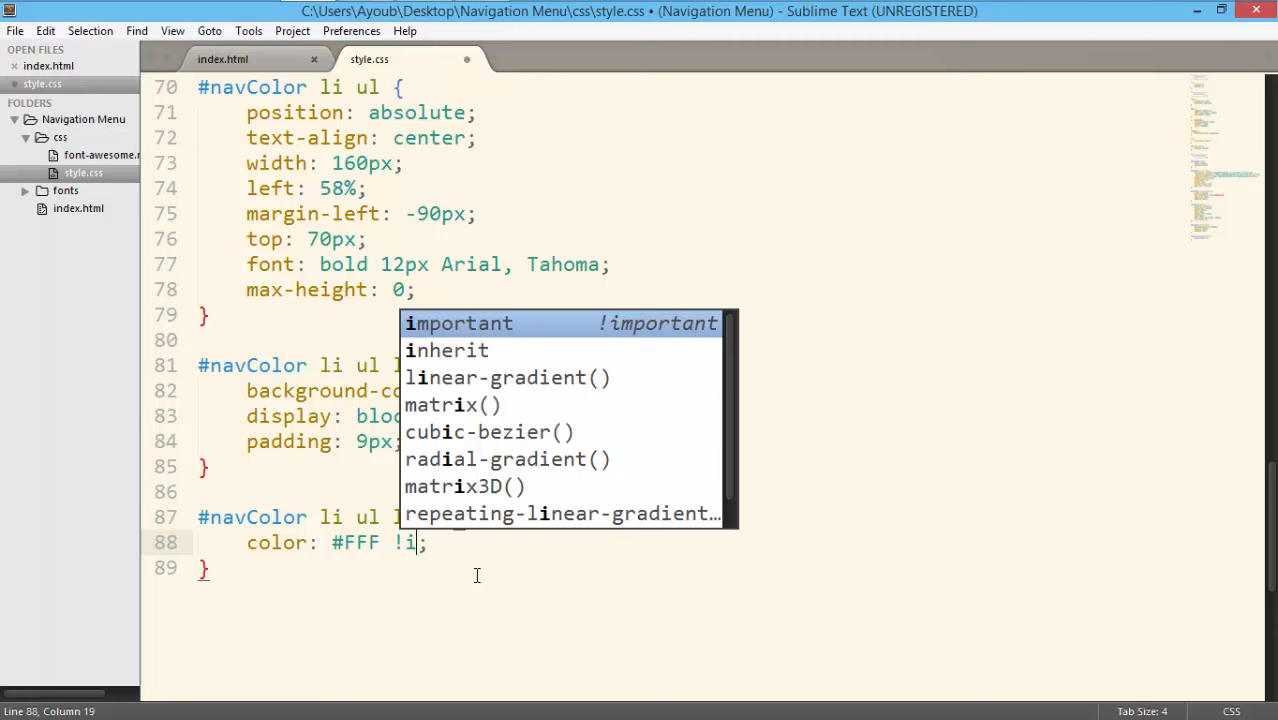 C:\Users\Ayoub\Desktop\Navigation Menu\css\style.css • (Navigation Menu) - Sublime Text (UNREGISTERED)
File Edit Selection Find View Goto Tools Project Preferences Help
OPEN FILES
index.html
style.css
FOLDERS
Navigation Menu
css
font-awesome.m
style.css
fonts
index.html
index.html
style.css
70 #navColor li ul {
71 position: absolute;
72 text-align: center;
73 width: 160px;
74 left: 58%;
75 margin-left: -90px;
76 top: 70px;
77 font: bold 12px Arial, Tahoma;
78 max-height: 0;
79 }
80
81 #navColor li ul l
82 background-co
83 display: bloc
84 padding: 9px;
85 }
86
87 #navColor li ul l
88 color: #FFF !i;
89 }
important !important
inherit
linear-gradient()
matrix()
cubic-bezier()
radial-gradient()
matrix3D()
repeating-linear-gradient…
Line 88, Column 19
Tab Size: 4
CSS